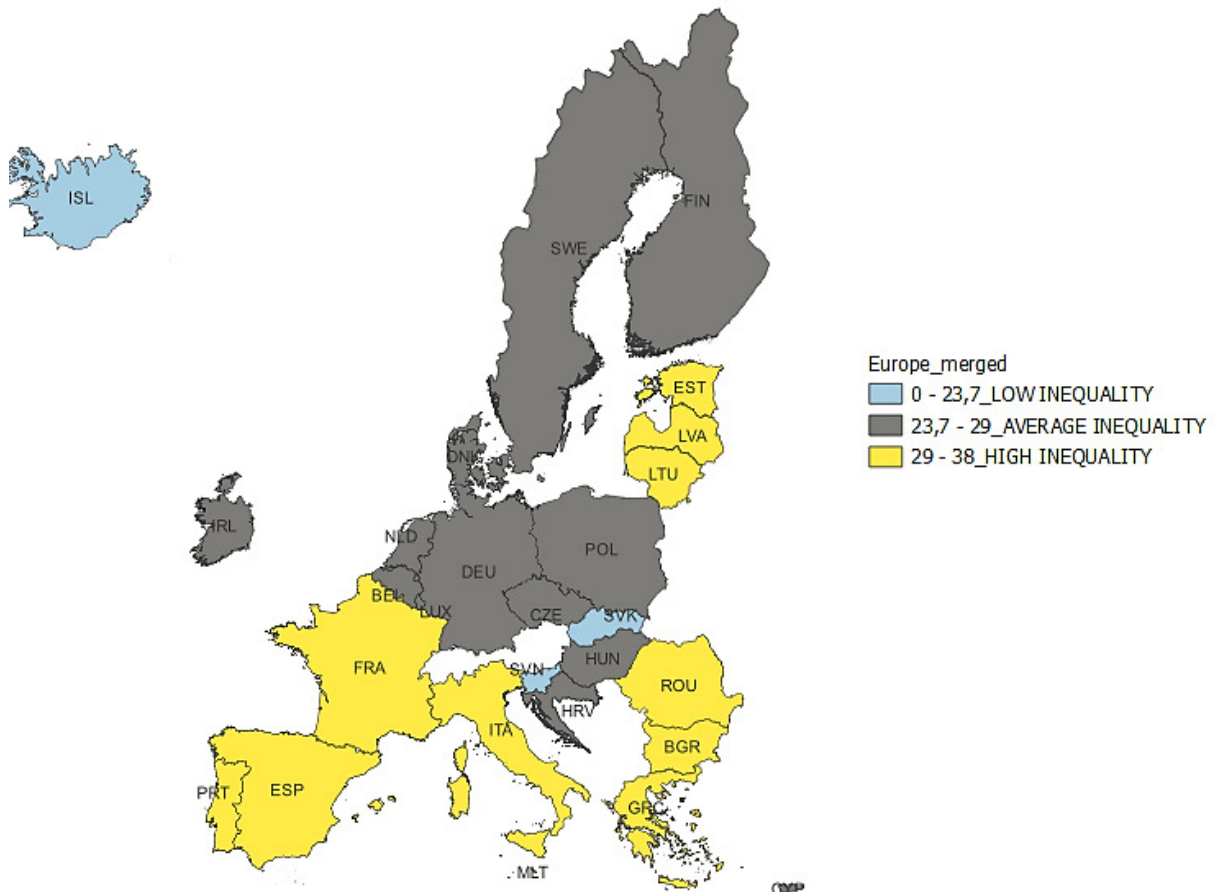 ISL
FIN
SWE
EST
LVA
LTU
DNK
IRL
NLD
POL
DEU
BEL
LUX
CZE
SVK
HUN
SVN
FRA
ROU
HRV
ITA
BGR
PRT
ESP
GRC
MLT
Europe_merged
0 - 23,7_LOW INEQUALITY
23,7 - 29_AVERAGE INEQUALITY
29 - 38_HIGH INEQUALITY